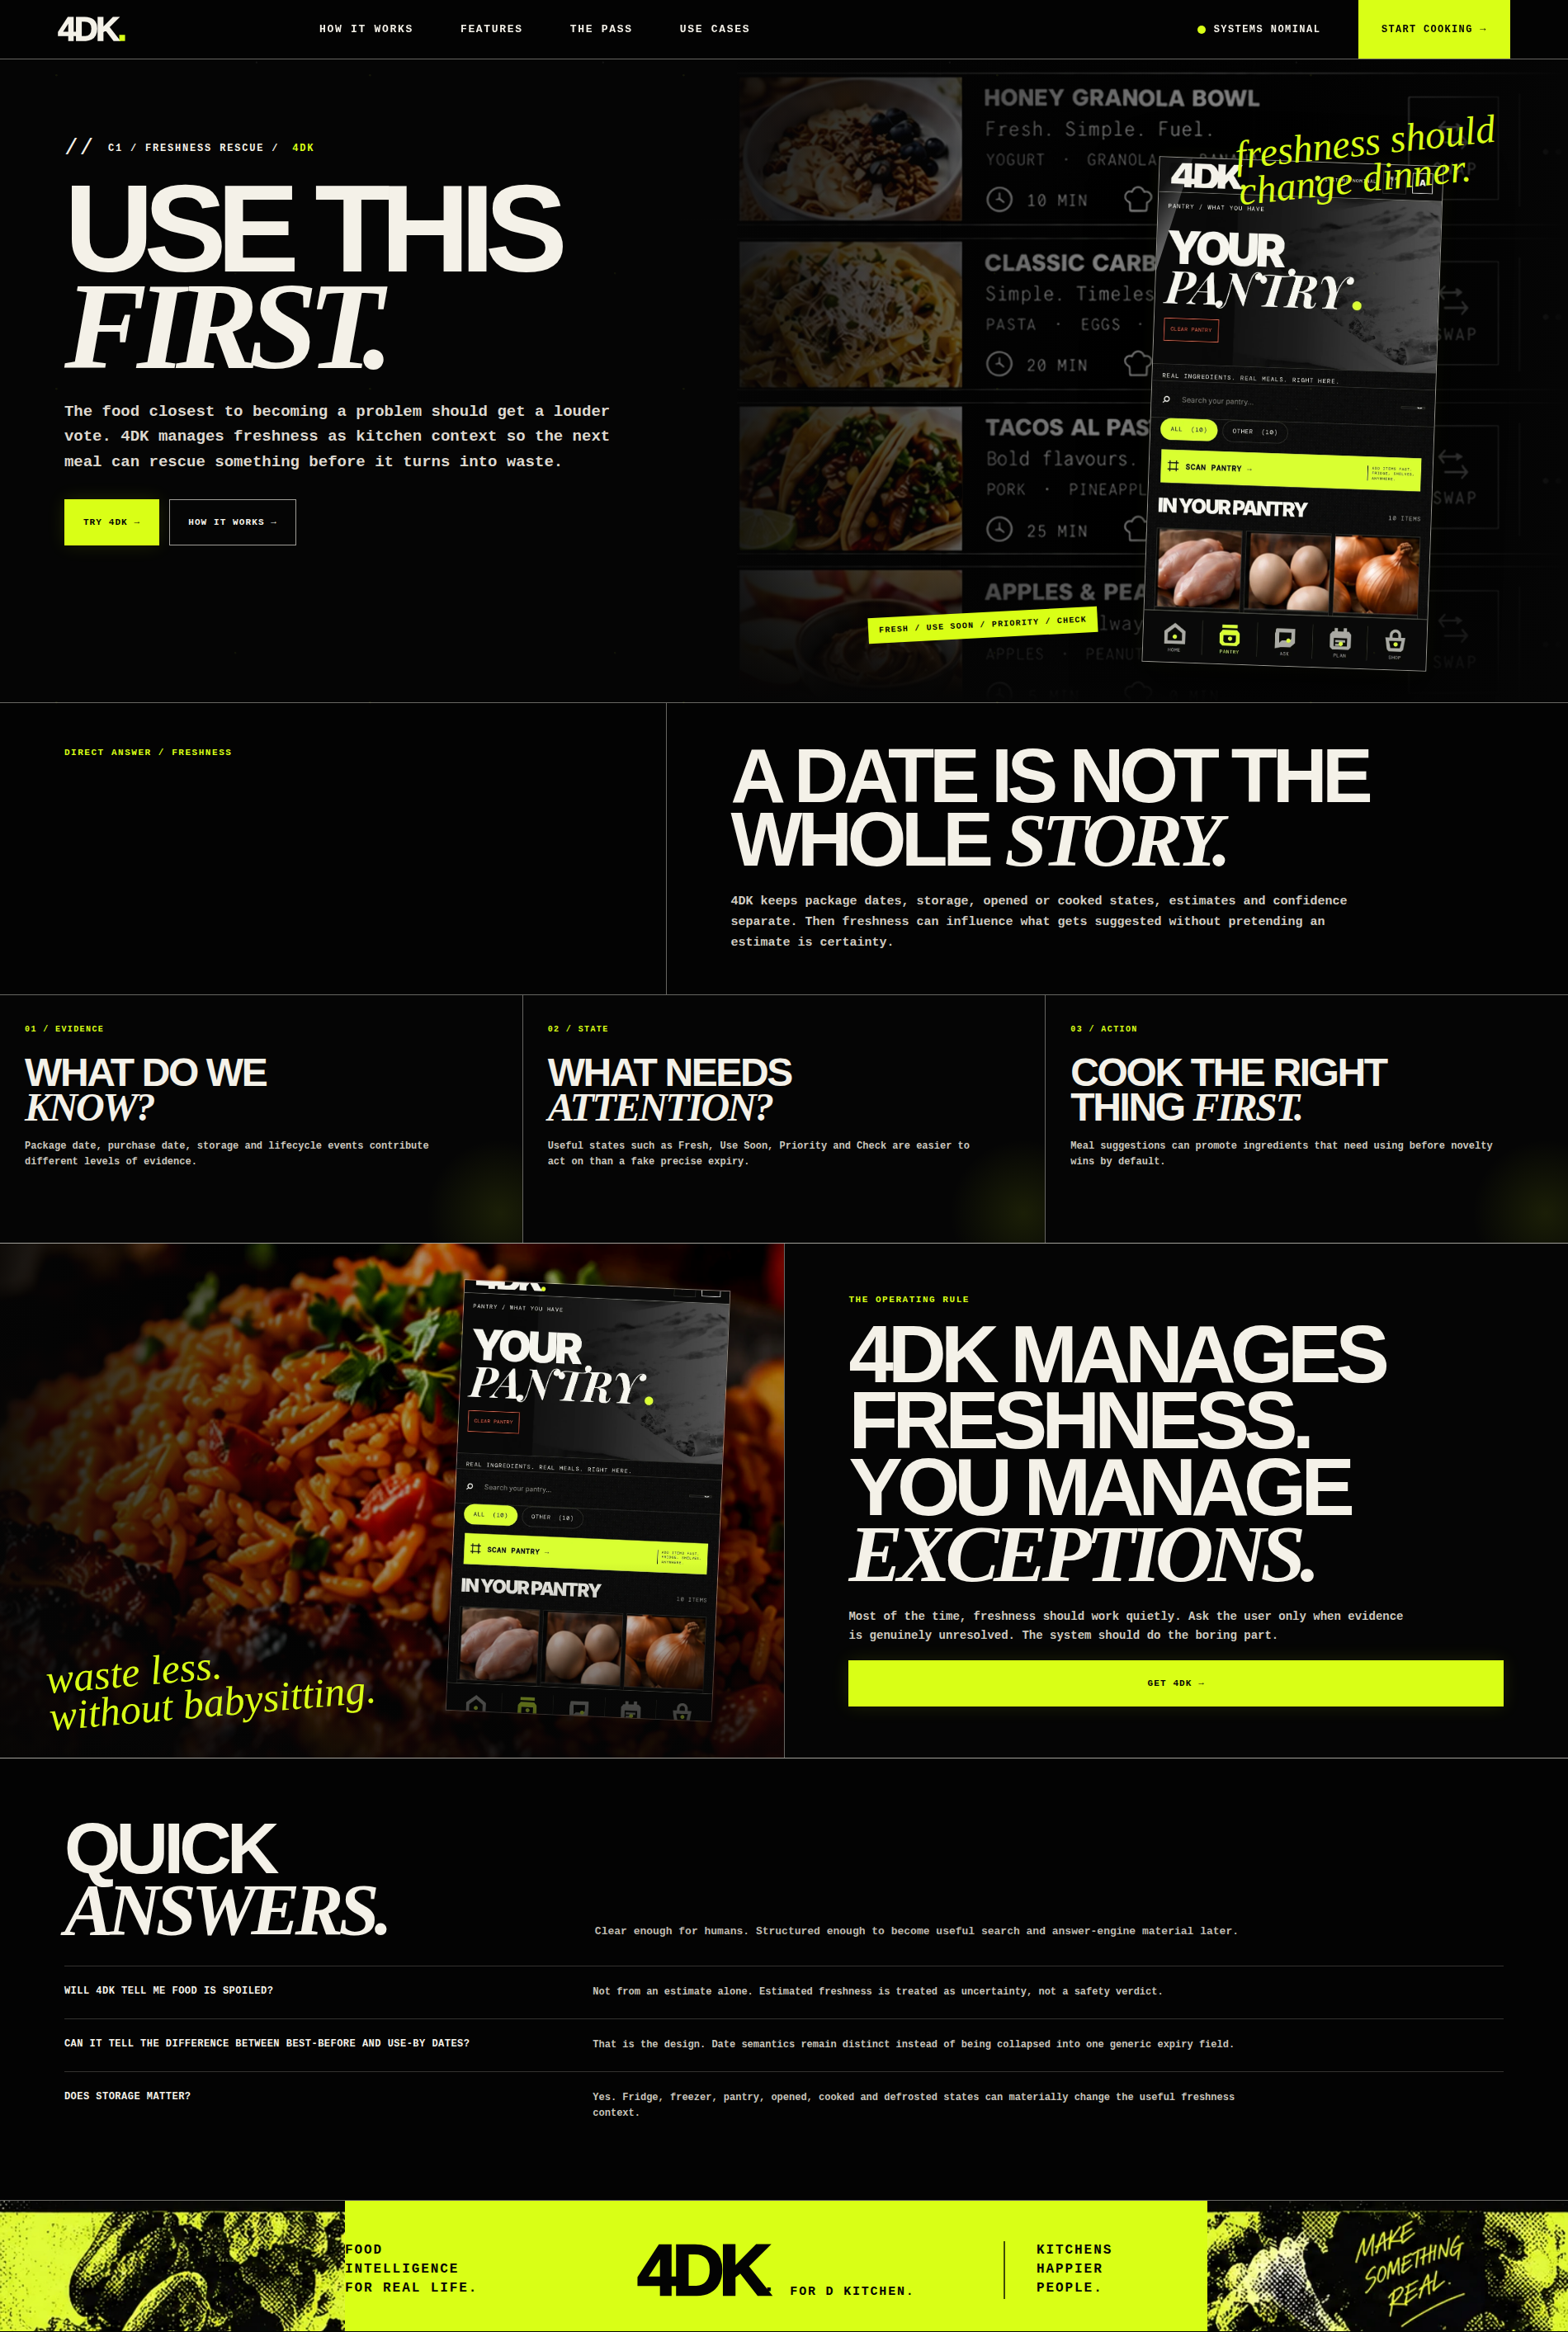 4DK.
HOW IT WORKS
FEATURES
THE PASS
USE CASES
SYSTEMS NOMINAL
START COOKING →
// C1 / FRESHNESS RESCUE / 4DK
USE THIS
FIRST.
The food closest to becoming a problem should get a louder
vote. 4DK manages freshness as kitchen context so the next
meal can rescue something before it turns into waste.
TRY 4DK →
HOW IT WORKS →
HONEY GRANOLA BOWL
Fresh. Simple. Fuel.
YOGURT · GRANOLA
10 MIN
CLASSIC CARB
Simple. Timeles
PASTA · EGGS ·
20 MIN
SWAP
TACOS AL PAS
Bold flavours.
PORK · PINEAPPL
25 MIN
SWAP
APPLES & PEA
lway
APPLES · PEANU
SWAP
freshness should
change dinner.
4DK
PANTRY / WHAT YOU HAVE
YOUR
PANTRY.
CLEAR PANTRY
REAL INGREDIENTS. REAL MEALS. RIGHT HERE.
Search your pantry...
ALL (10)
OTHER (10)
SCAN PANTRY →
ADD ITEMS FAST.
FRIDGE, SHELVES,
ANYWHERE.
IN YOUR PANTRY
10 ITEMS
HOME
PANTRY
ASK
PLAN
SHOP
FRESH / USE SOON / PRIORITY / CHECK
DIRECT ANSWER / FRESHNESS
A DATE IS NOT THE
WHOLE STORY.
4DK keeps package dates, storage, opened or cooked states, estimates and confidence
separate. Then freshness can influence what gets suggested without pretending an
estimate is certainty.
01 / EVIDENCE
WHAT DO WE
KNOW?
Package date, purchase date, storage and lifecycle events contribute
different levels of evidence.
02 / STATE
WHAT NEEDS
ATTENTION?
Useful states such as Fresh, Use Soon, Priority and Check are easier to
act on than a fake precise expiry.
03 / ACTION
COOK THE RIGHT
THING FIRST.
Meal suggestions can promote ingredients that need using before novelty
wins by default.
4DK.
PANTRY / WHAT YOU HAVE
YOUR
PANTRY.
CLEAR PANTRY
REAL INGREDIENTS. REAL MEALS. RIGHT HERE.
Search your pantry...
ALL (10)
OTHER (10)
SCAN PANTRY →
ADD ITEMS FAST.
FRIDGE, SHELVES,
ANYWHERE.
IN YOUR PANTRY
10 ITEMS
waste less.
without babysitting.
THE OPERATING RULE
4DK MANAGES
FRESHNESS.
YOU MANAGE
EXCEPTIONS.
Most of the time, freshness should work quietly. Ask the user only when evidence
is genuinely unresolved. The system should do the boring part.
GET 4DK →
QUICK
ANSWERS.
Clear enough for humans. Structured enough to become useful search and answer-engine material later.
WILL 4DK TELL ME FOOD IS SPOILED?
Not from an estimate alone. Estimated freshness is treated as uncertainty, not a safety verdict.
CAN IT TELL THE DIFFERENCE BETWEEN BEST-BEFORE AND USE-BY DATES?
That is the design. Date semantics remain distinct instead of being collapsed into one generic expiry field.
DOES STORAGE MATTER?
Yes. Fridge, freezer, pantry, opened, cooked and defrosted states can materially change the useful freshness
context.
FOOD
INTELLIGENCE
FOR REAL LIFE.
4DK.
FOR D KITCHEN.
KITCHENS
HAPPIER
PEOPLE.
MAKE
SOMETHING
REAL.